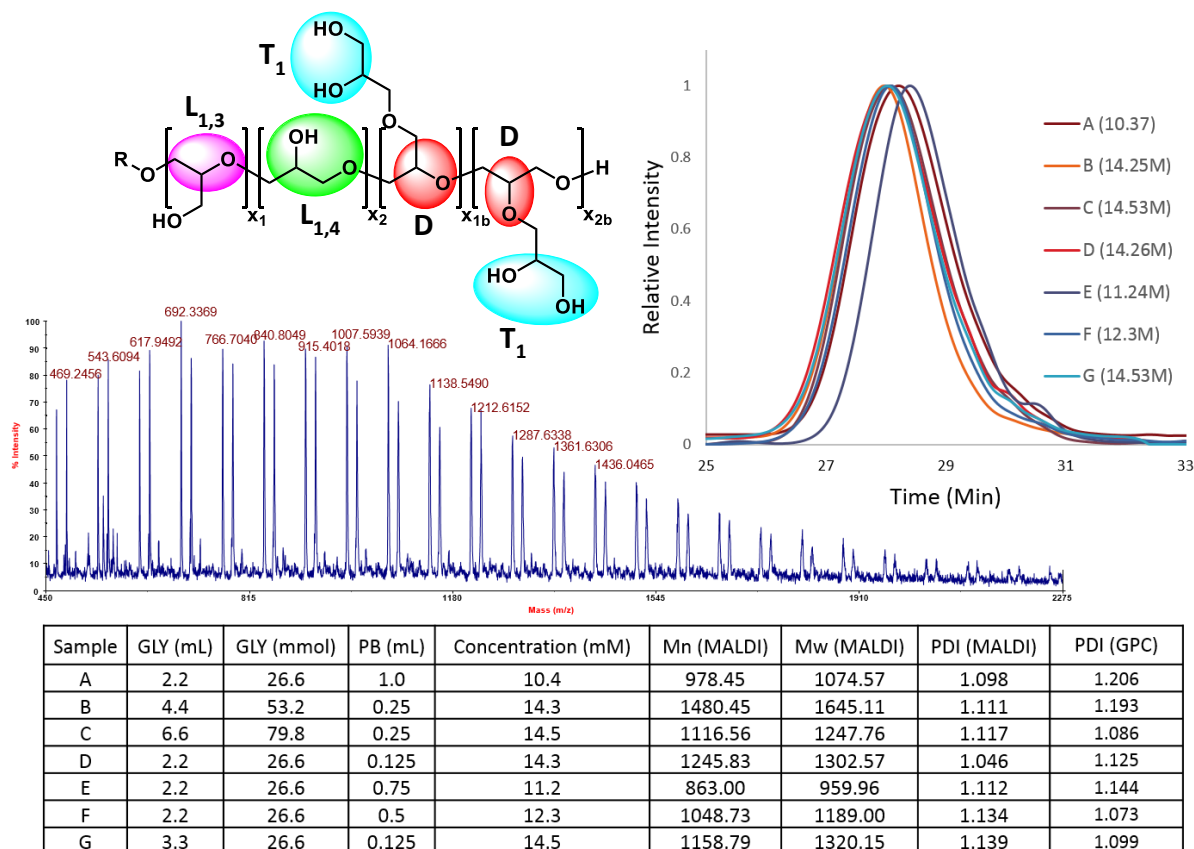 HO
T1
HO
L1,3
OH
O
D
R
O
O
O
O
O
H
HO
x1
L1,4
x2
D
x1b
O
x2b
HO
OH
T1
Relative Intensity
1
0.8
0.6
0.4
0.2
0
25 27 29 31 33
Time (Min)
A (10.37)
B (14.25M)
C (14.53M)
D (14.26M)
E (11.24M)
F (12.3M)
G (14.53M)
% Intensity
100
90
80
70
60
50
40
30
20
10
0
469.2456
543.6094
617.9492
692.3369
766.7040
840.8049
915.4018
1007.5939
1064.1666
1138.5490
1212.6152
1287.6338
1361.6306
1436.0465
450 815 1180 1545 1910 2275
Mass (m/z)
Sample GLY (mL) GLY (mmol) PB (mL) Concentration (mM) Mn (MALDI) Mw (MALDI) PDI (MALDI) PDI (GPC)
A 2.2 26.6 1.0 10.4 978.45 1074.57 1.098 1.206
B 4.4 53.2 0.25 14.3 1480.45 1645.11 1.111 1.193
C 6.6 79.8 0.25 14.5 1116.56 1247.76 1.117 1.086
D 2.2 26.6 0.125 14.3 1245.83 1302.57 1.046 1.125
E 2.2 26.6 0.75 11.2 863.00 959.96 1.112 1.144
F 2.2 26.6 0.5 12.3 1048.73 1189.00 1.134 1.073
G 3.3 26.6 0.125 14.5 1158.79 1320.15 1.139 1.099